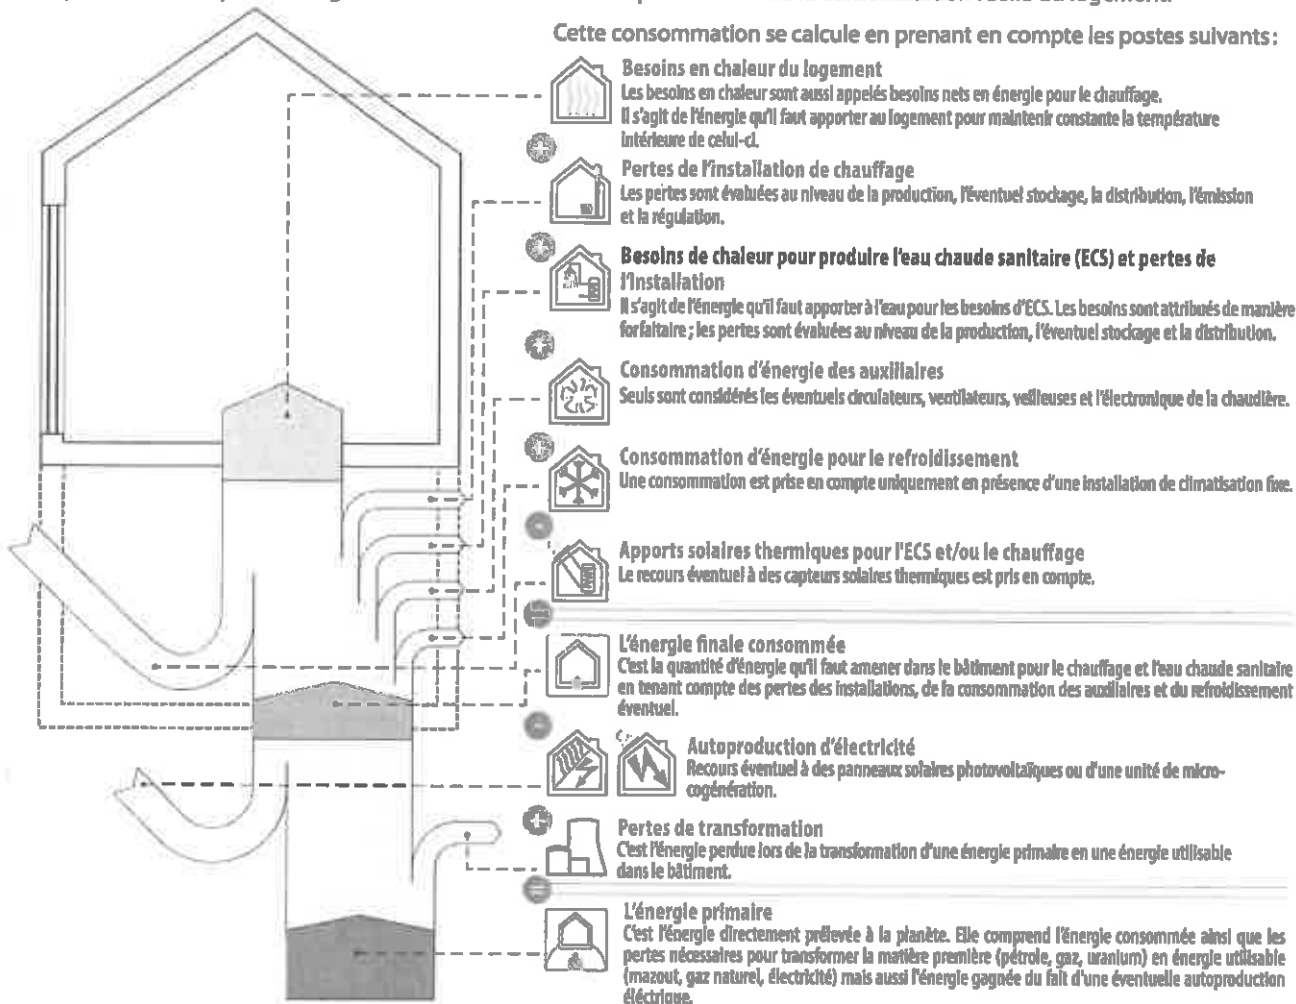 Cette consommation se calcule en prenant en compte les postes suivants :
Besoins en chaleur du logement
Les besoins en chaleur sont aussi appelés besoins nets en énergie pour le chauffage.
Il s'agit de l'énergie qu'il faut apporter au logement pour maintenir constante la température
intérieure de celui-ci.
Pertes de l'installation de chauffage
Les pertes sont évaluées au niveau de la production, l'éventuel stockage, la distribution, l'émission
et la régulation.
Besoins de chaleur pour produire l'eau chaude sanitaire (ECS) et pertes de
l'installation
Il s'agit de l'énergie qu'il faut apporter à l'eau pour les besoins d'ECS. Les besoins sont attribués de manière
forfaitaire ; les pertes sont évaluées au niveau de la production, l'éventuel stockage et la distribution.
Consommation d'énergie des auxiliaires
Seuls sont considérés les éventuels circulateurs, ventilateurs, veilleuses et l'électronique de la chaudière.
Consommation d'énergie pour le refroidissement
Une consommation est prise en compte uniquement en présence d'une installation de climatisation fixe.
Apports solaires thermiques pour l'ECS et/ou le chauffage
Le recours éventuel à des capteurs solaires thermiques est pris en compte.
L'énergie finale consommée
C'est la quantité d'énergie qu'il faut amener dans le bâtiment pour le chauffage et l'eau chaude sanitaire
en tenant compte des pertes des installations, de la consommation des auxiliaires et du refroidissement
éventuel.
Autoproduction d'électricité
Recours éventuel à des panneaux solaires photovoltaïques ou d'une unité de micro-
cogénération.
Pertes de transformation
C'est l'énergie perdue lors de la transformation d'une énergie primaire en une énergie utilisable
dans le bâtiment.
L'énergie primaire
C'est l'énergie directement prélevée à la planète. Elle comprend l'énergie consommée ainsi que les
pertes nécessaires pour transformer la matière première (pétrole, gaz, uranium) en énergie utilisable
(mazout, gaz naturel, électricité) mais aussi l'énergie gagnée du fait d'une éventuelle autoproduction
éléctrique.